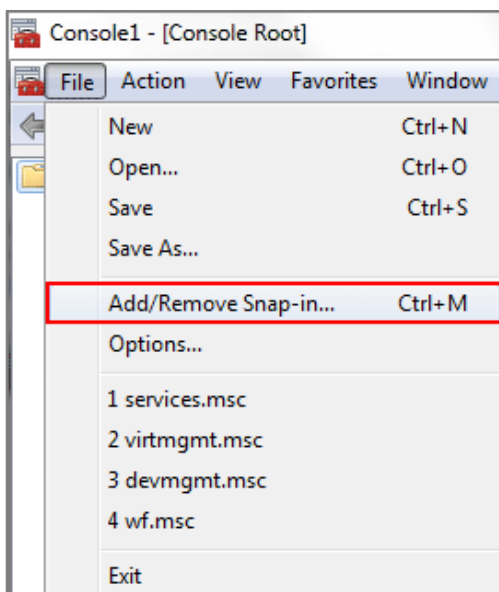 Console1 - [Console Root]
File Action View Favorites Window
New Ctrl+N
Open... Ctrl+O
Save Ctrl+S
Save As...
Add/Remove Snap-in... Ctrl+M
Options...
1 services.msc
2 virtmgmt.msc
3 devmgmt.msc
4 wf.msc
Exit